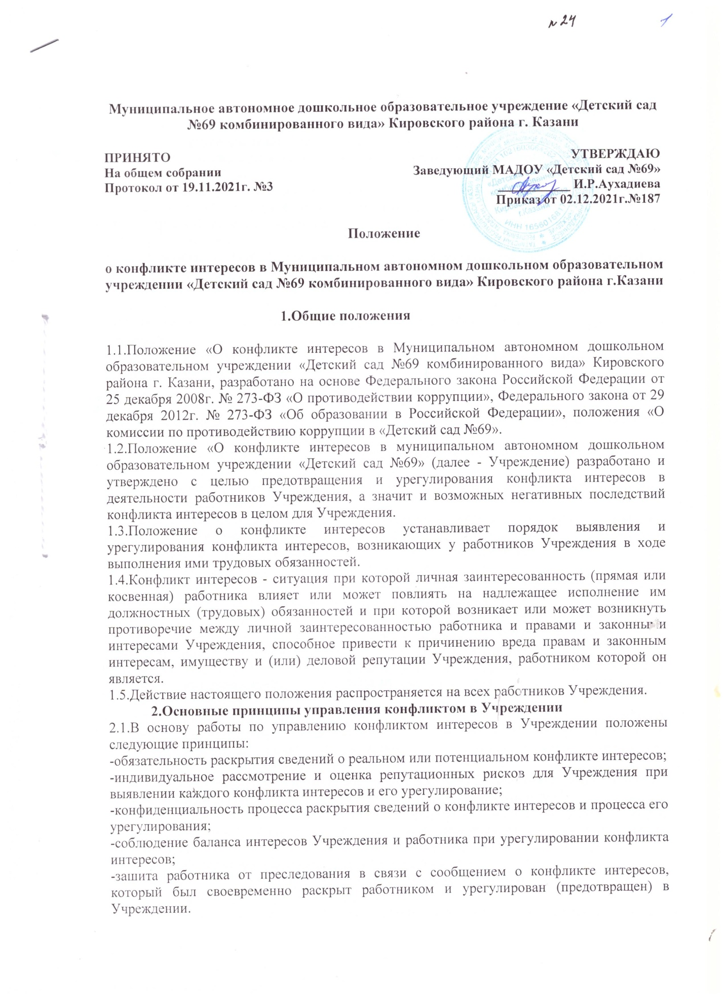 №24 1
Муниципальное автономное дошкольное образовательное учреждение «Детский сад
№69 комбинированного вида» Кировского района г. Казани
ПРИНЯТО
На общем собрании
Протокол от 19.11.2021г. №3
УТВЕРЖДАЮ
Заведующий МАДОУ «Детский сад №69»
И.Р.Аухадиева
Приказ от 02.12.2021г.№187
Положение
о конфликте интересов в Муниципальном автономном дошкольном образовательном
учреждении «Детский сад №69 комбинированного вида» Кировского района г.Казани
1.Общие положения
1.1.Положение «О конфликте интересов в Муниципальном автономном дошкольном
образовательном учреждении «Детский сад №69 комбинированного вида» Кировского
района г. Казани, разработано на основе Федерального закона Российской Федерации от
25 декабря 2008г. № 273-ФЗ «О противодействии коррупции», Федерального закона от 29
декабря 2012г. № 273-ФЗ «Об образовании в Российской Федерации», положения «О
комиссии по противодействию коррупции в «Детский сад №69».
1.2.Положение «О конфликте интересов в муниципальном автономном дошкольном
образовательном учреждении «Детский сад №69» (далее - Учреждение) разработано и
утверждено с целью предотвращения и урегулирования конфликта интересов в
деятельности работников Учреждения, а значит и возможных негативных последствий
конфликта интересов в целом для Учреждения.
1.3.Положение о конфликте интересов устанавливает порядок выявления и
урегулирования конфликта интересов, возникающих у работников Учреждения в ходе
выполнения ими трудовых обязанностей.
1.4.Конфликт интересов - ситуация при которой личная заинтересованность (прямая или
косвенная) работника влияет или может повлиять на надлежащее исполнение им
должностных (трудовых) обязанностей и при которой возникает или может возникнуть
противоречие между личной заинтересованностью работника и правами и законными
интересами Учреждения, способное привести к причинению вреда правам и законным
интересам, имуществу и (или) деловой репутации Учреждения, работником которой он
является.
1.5.Действие настоящего положения распространяется на всех работников Учреждения.
2.Основные принципы управления конфликтом в Учреждении
2.1.В основу работы по управлению конфликтом интересов в Учреждении положены
следующие принципы:
-обязательность раскрытия сведений о реальном или потенциальном конфликте интересов;
-индивидуальное рассмотрение и оценка репутационных рисков для Учреждения при
выявлении каждого конфликта интересов и его урегулирование;
-конфиденциальность процесса раскрытия сведений о конфликте интересов и процесса его
урегулирования;
-соблюдение баланса интересов Учреждения и работника при урегулировании конфликта
интересов;
-зашита работника от преследования в связи с сообщением о конфликте интересов,
который был своевременно раскрыт работником и урегулирован (предотвращен) в
Учреждении.